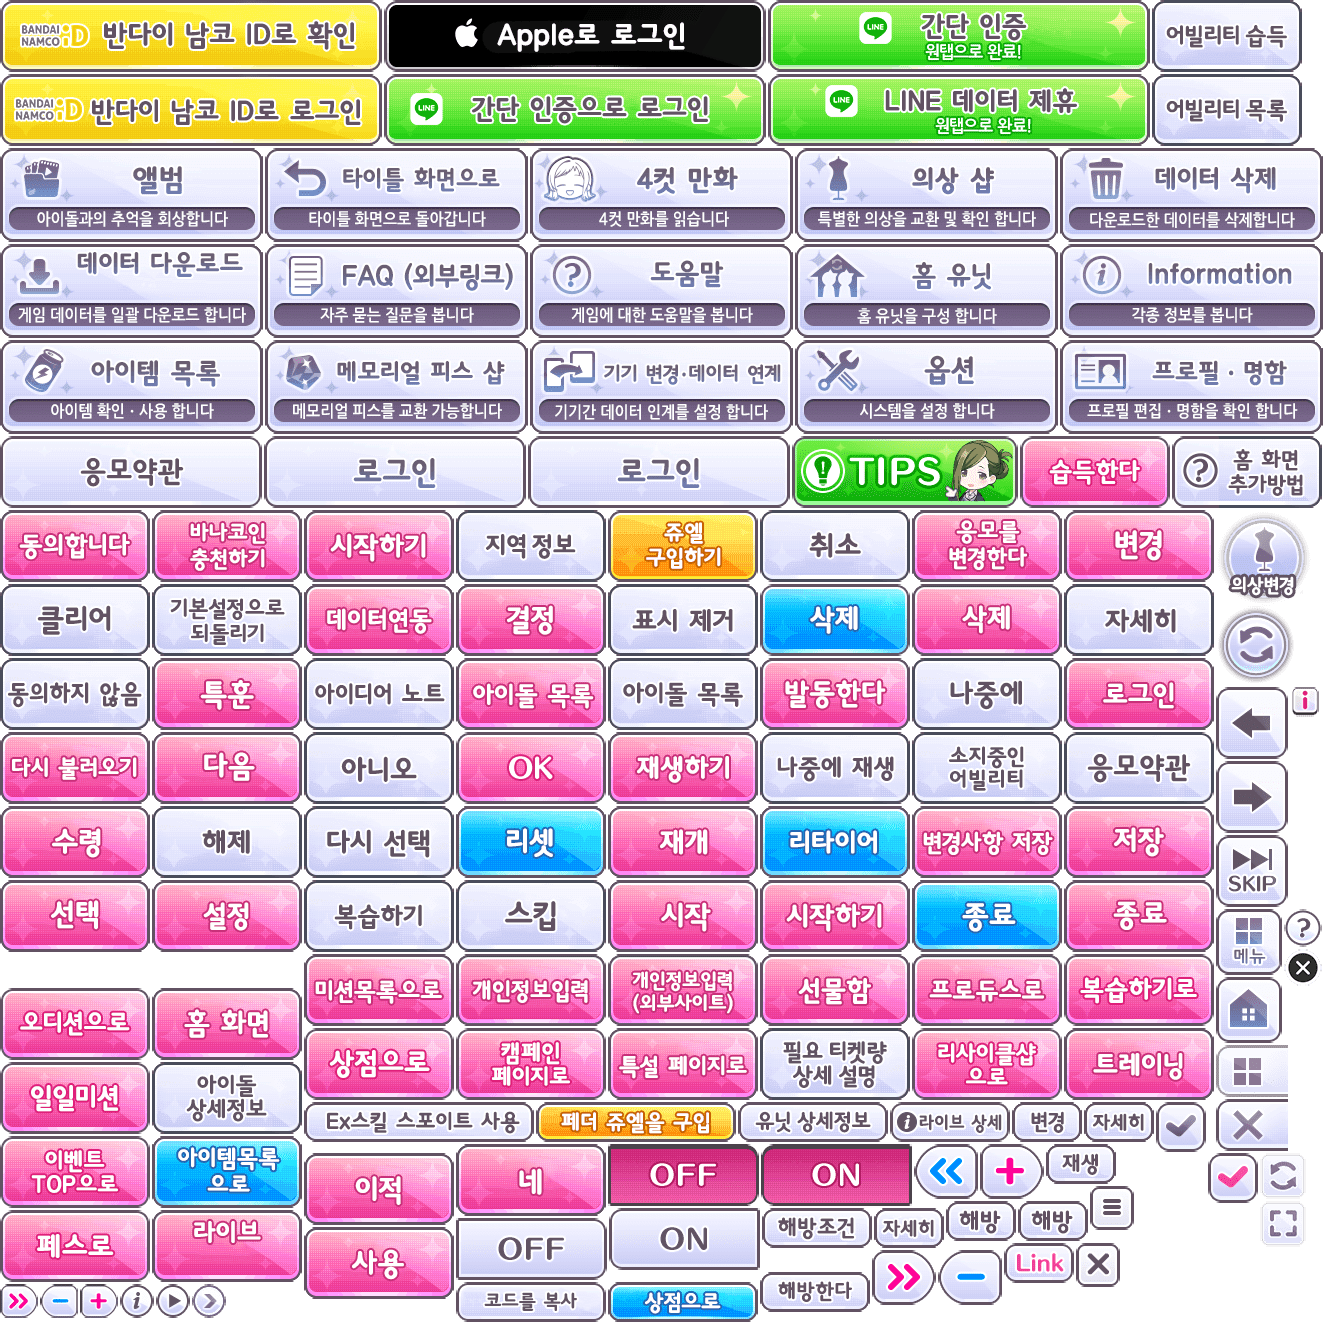 BANDAI NAMCO iD 반다이 남코 ID로 확인
Apple로 로그인
LINE 간단 인증
원탭으로 완료!
어빌리티 습득
BANDAI NAMCO iD 반다이 남코 ID로 로그인
LINE 간단 인증으로 로그인
LINE LINE 데이터 제휴
원탭으로 완료!
어빌리티 목록
앨범
아이돌과의 추억을 회상합니다
타이틀 화면으로
타이틀 화면으로 돌아갑니다
4컷 만화
4컷 만화를 읽습니다
의상 샵
특별한 의상을 교환 및 확인 합니다
데이터 삭제
다운로드한 데이터를 삭제합니다
데이터 다운로드
게임 데이터를 일괄 다운로드 합니다
FAQ (외부링크)
자주 묻는 질문을 봅니다
도움말
게임에 대한 도움말을 봅니다
홈 유닛
홈 유닛을 구성 합니다
Information
각종 정보를 봅니다
아이템 목록
아이템 확인 · 사용 합니다
메모리얼 피스 샵
메모리얼 피스를 교환 가능합니다
기기 변경·데이터 연계
기기간 데이터 인계를 설정 합니다
옵션
시스템을 설정 합니다
프로필 · 명함
프로필 편집 · 명함을 확인 합니다
응모약관
로그인
로그인
TIPS
습득한다
홈 화면
추가방법
동의합니다
바나코인
충천하기
시작하기
지역 정보
쥬엘
구입하기
취소
응모를
변경한다
변경
의상변경
클리어
기본설정으로
되돌리기
데이터연동
결정
표시 제거
삭제
삭제
자세히
동의하지 않음
특훈
아이디어 노트
아이돌 목록
아이돌 목록
발동한다
나중에
로그인
다시 불러오기
다음
아니오
OK
재생하기
나중에 재생
소지중인
어빌리티
응모약관
수령
해제
다시 선택
리셋
재개
리타이어
변경사항 저장
저장
SKIP
선택
설정
복습하기
스킵
시작
시작하기
종료
종료
메뉴
미션목록으로
개인정보입력
개인정보입력
(외부사이트)
선물함
프로듀스로
복습하기로
오디션으로
홈 화면
상점으로
캠페인
페이지로
특설 페이지로
필요 티켓량
상세 설명
리사이클샵
으로
트레이닝
일일미션
아이돌
상세정보
Ex스킬 스포이트 사용
페더 쥬엘을 구입
유닛 상세정보
라이브 상세
변경
자세히
이벤트
TOP으로
아이템목록
으로
이적
네
OFF
ON
재생
페스로
라이브
사용
OFF
ON
해방조건
자세히
해방
해방
Link
코드를 복사
상점으로
해방한다